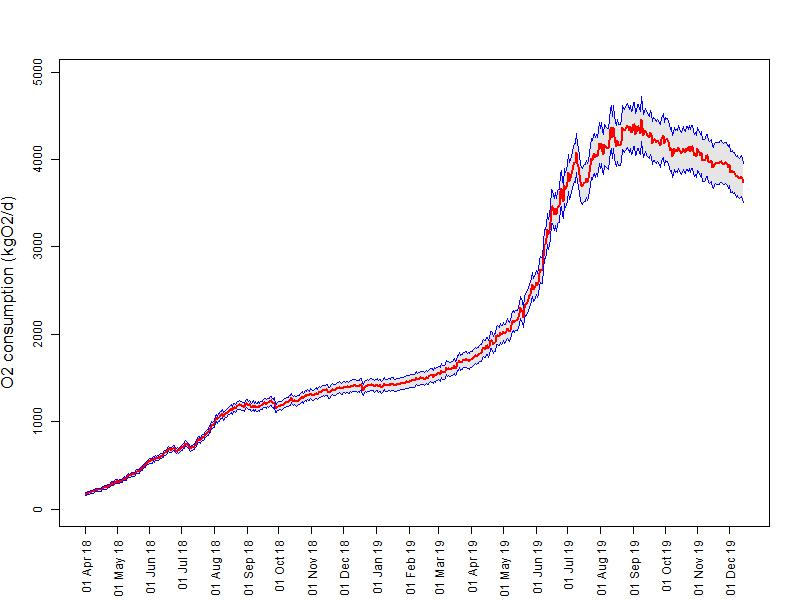 O2 consumption (kgO2/d)
5000
4000
3000
2000
1000
0
01 Apr 18
01 May 18
01 Jun 18
01 Jul 18
01 Aug 18
01 Sep 18
01 Oct 18
01 Nov 18
01 Dec 18
01 Jan 19
01 Feb 19
01 Mar 19
01 Apr 19
01 May 19
01 Jun 19
01 Jul 19
01 Aug 19
01 Sep 19
01 Oct 19
01 Nov 19
01 Dec 19